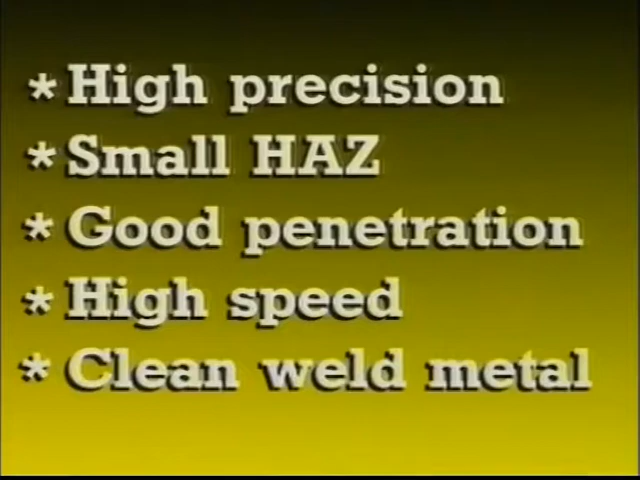 * High precision
* Small HAZ
* Good penetration
* High speed
* Clean weld metal